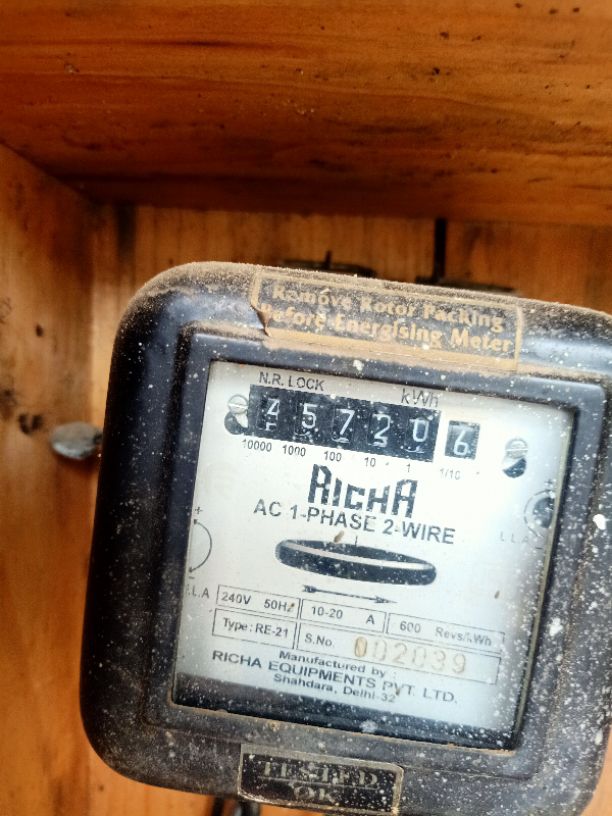 Remove Rotor Packing
Before Energising Meter
N.R. LOCK kWh
4 5 7 2 0 6
10000 1000 100 10 1 1/10
RICHA
AC 1-PHASE 2-WIRE
+
L.L.A -
+
L.L.A
240V 50Hz 10-20 A 600 Revs/kWh
Type: RE-21 S.No. 002039
Manufactured by :
RICHA EQUIPMENTS PVT. LTD.
Shahdara, Delhi-32
TESTED
OK